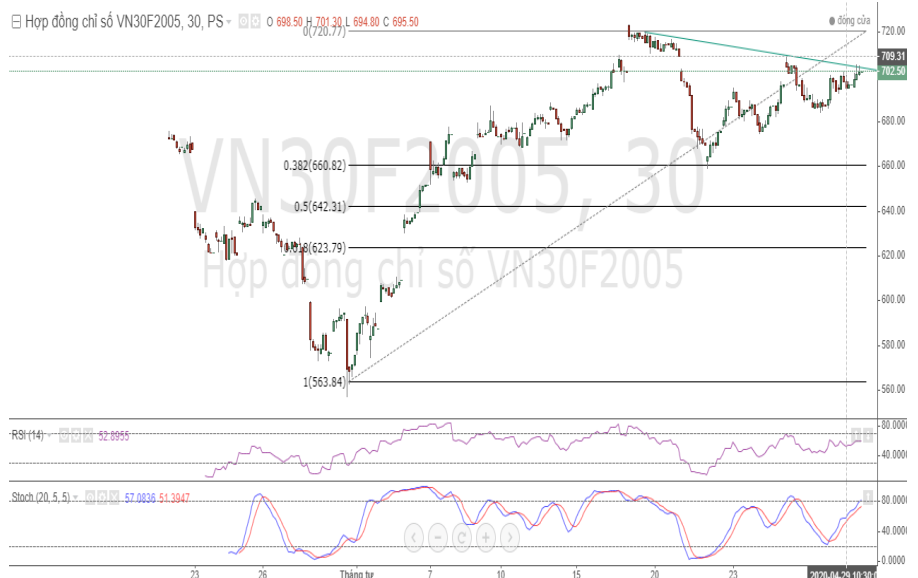 Hợp đồng chỉ số VN30F2005, 30, PS O 698.50 H 701.30 L 694.80 C 695.50
đóng cửa
0(720.77)
720.00
709.31
702.50
680.00
VN30F2005, 30
0.382(660.82)
660.00
0.5(642.31)
640.00
0.618(623.79)
620.00
Hợp đồng chỉ số VN30F2005
600.00
580.00
1(563.84)
560.00
RSI (14) 52.8955
80.0000
40.0000
Stoch (20, 5, 5) 57.0836 51.3947
80.0000
40.0000
0.0000
23 26 Tháng tư 7 10 15 20 23 2020-04-29 10:30:0